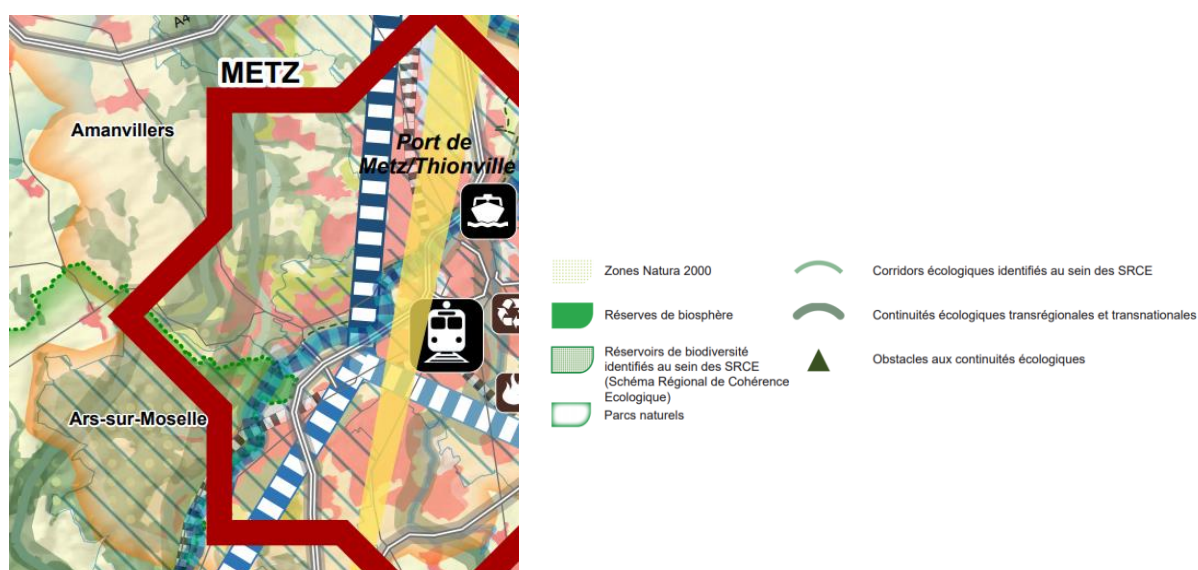 A4
METZ
Amanvillers
Port de
Metz/Thionville
Ars-sur-Moselle
Zones Natura 2000
Réserves de biosphère
Réservoirs de biodiversité
identifiés au sein des SRCE
(Schéma Régional de Cohérence
Ecologique)
Parcs naturels
Corridors écologiques identifiés au sein des SRCE
Continuités écologiques transrégionales et transnationales
Obstacles aux continuités écologiques